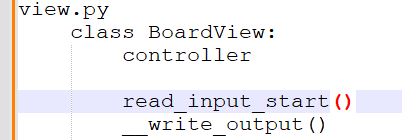 view.py
class BoardView:
controller
read_input_start()
__write_output()